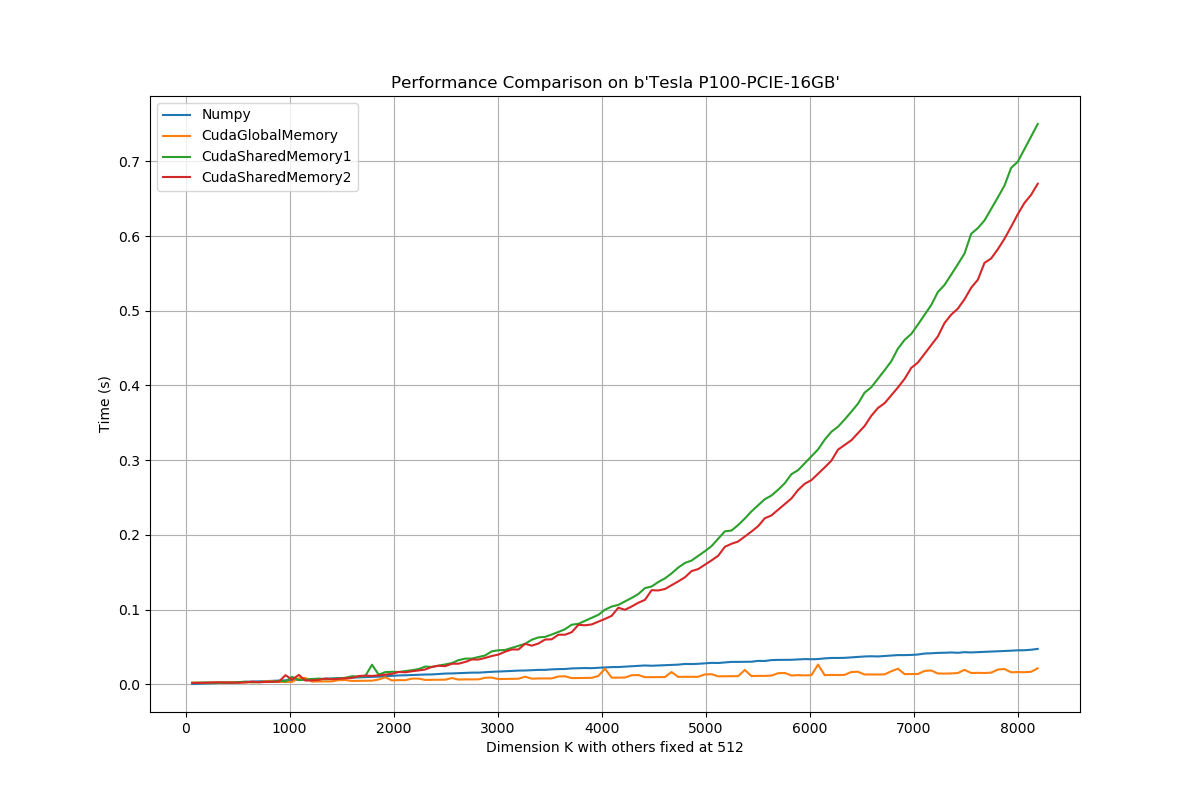 Performance Comparison on b'Tesla P100-PCIE-16GB'
Numpy
CudaGlobalMemory
CudaSharedMemory1
CudaSharedMemory2
Time (s)
0.7
0.6
0.5
0.4
0.3
0.2
0.1
0.0
0 1000 2000 3000 4000 5000 6000 7000 8000
Dimension K with others fixed at 512